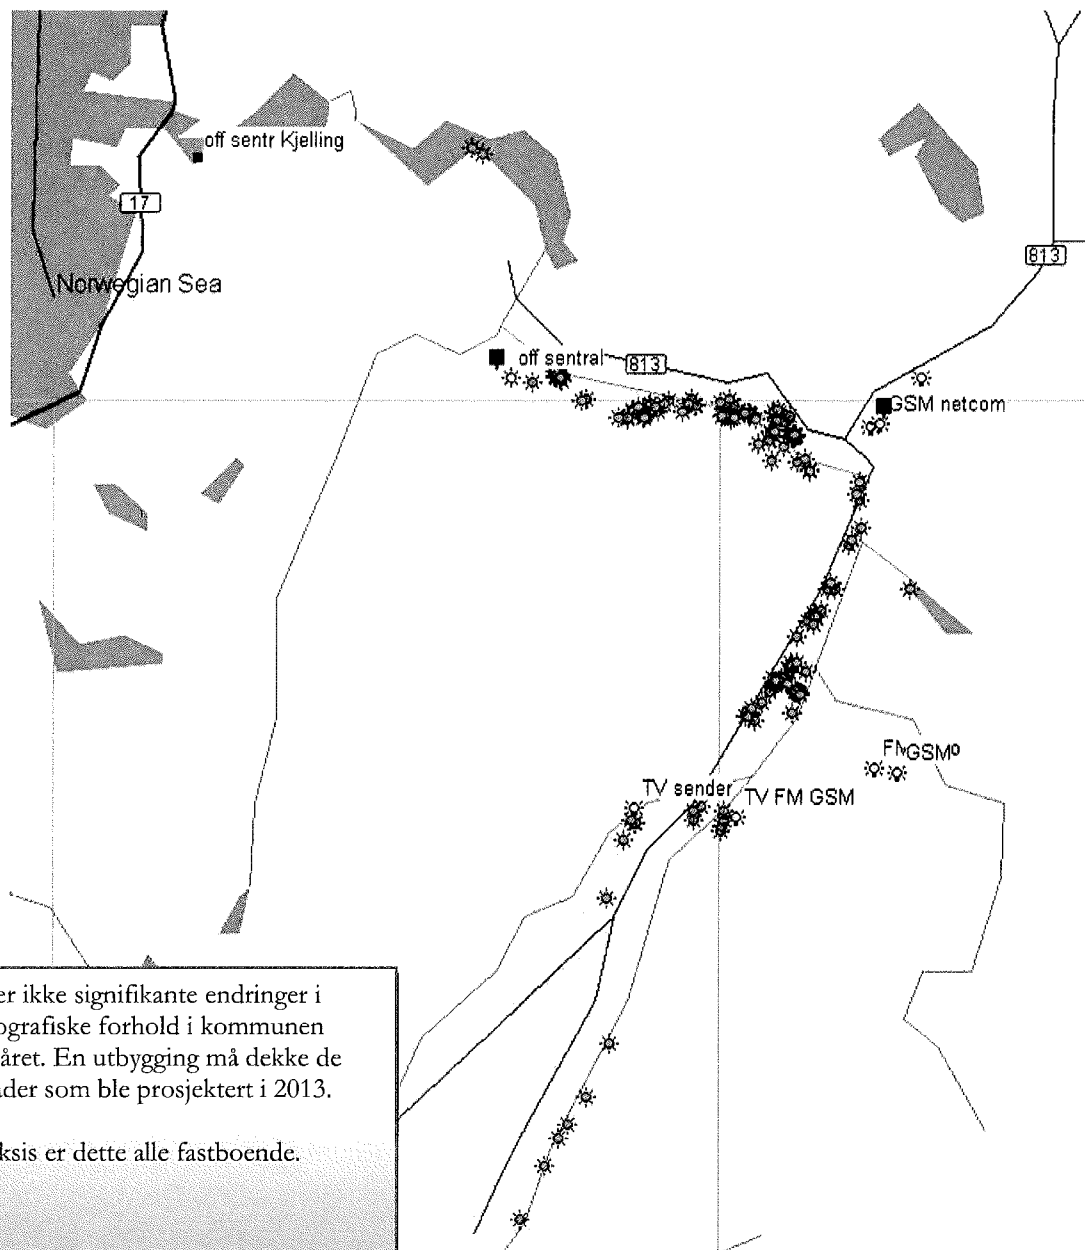 off sentr Kjelling
17
813
Norwegian Sea
off sentral
813
GSM netcom
GSM
TV sender
TV FM GSM
er ikke signifikante endringer i
ografiske forhold i kommunen
året. En utbygging må dekke de
der som ble prosjektert i 2013.
ksis er dette alle fastboende.